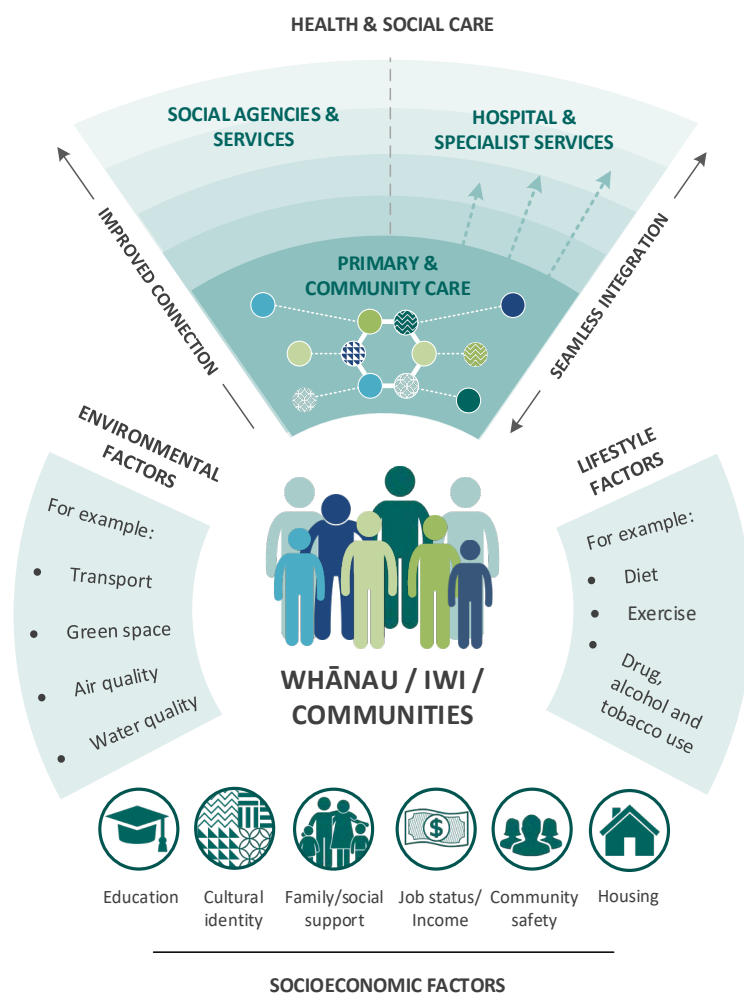 HEALTH & SOCIAL CARE
SOCIAL AGENCIES &
SERVICES
HOSPITAL &
SPECIALIST SERVICES
IMPROVED CONNECTION
SEAMLESS INTEGRATION
PRIMARY &
COMMUNITY CARE
ENVIRONMENTAL
FACTORS
For example:
• Transport
• Green space
• Air quality
• Water quality
LIFESTYLE
FACTORS
For example:
• Diet
• Exercise
• Drug,
alcohol and
tobacco use
WHĀNAU / IWI /
COMMUNITIES
$
Education
Cultural
identity
Family/social
support
Job status/
Income
Community
safety
Housing
SOCIOECONOMIC FACTORS